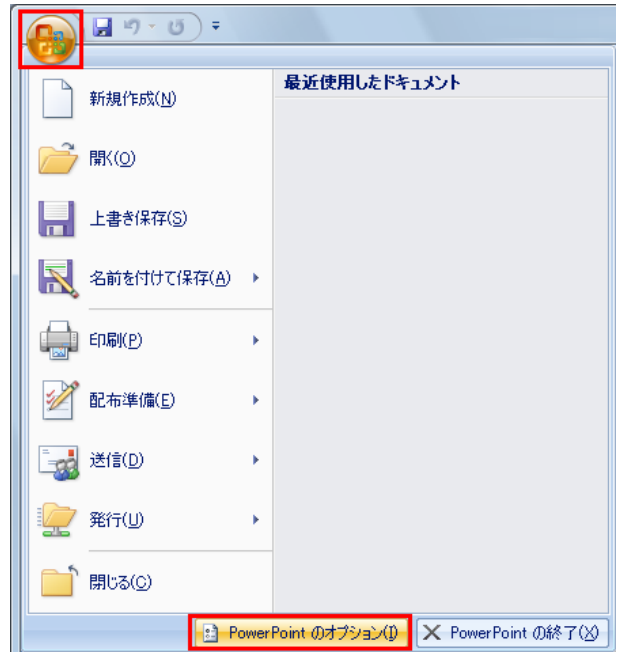 最近使用したドキュメント
新規作成(N)
開く(O)
上書き保存(S)
名前を付けて保存(A)
印刷(P)
配布準備(E)
送信(D)
発行(U)
閉じる(C)
PowerPoint のオプション(I)
PowerPoint の終了(X)